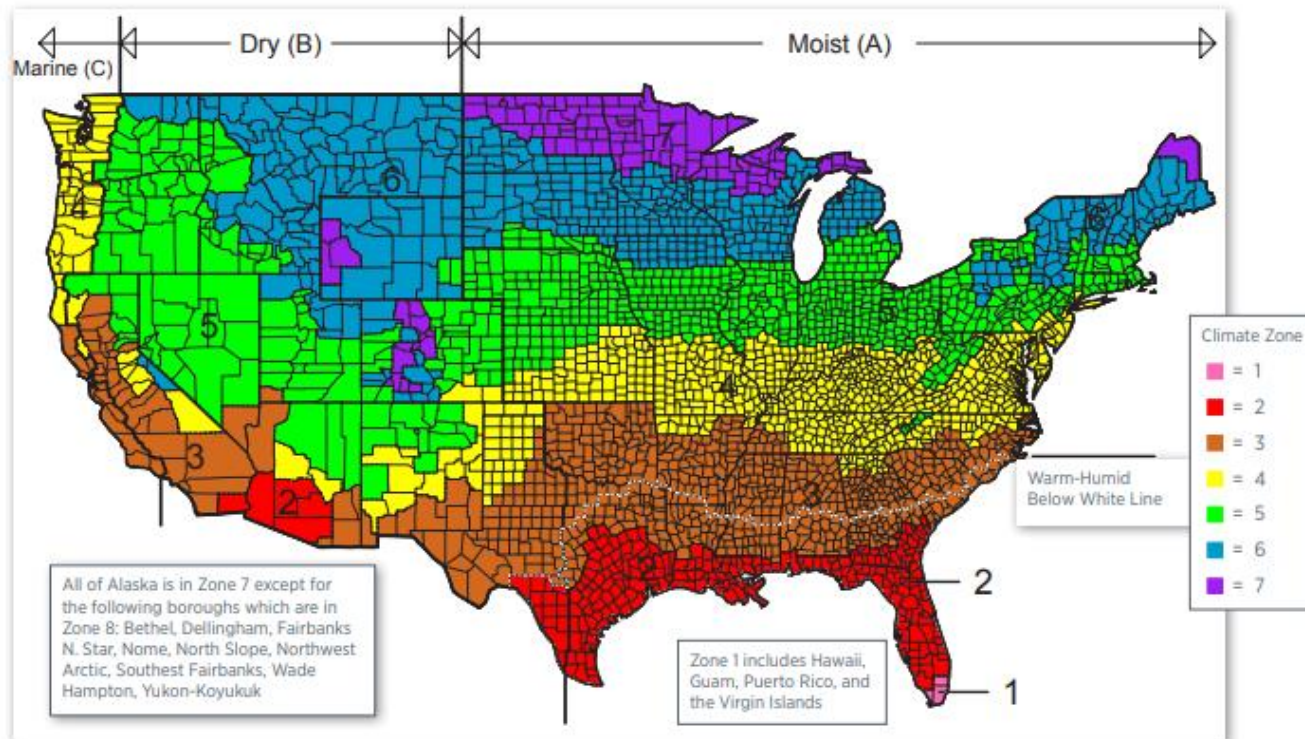 Dry (B)
Moist (A)
Marine (C)
7
6
6
4
5
5
4
3
3
2
2
Climate Zone
= 1
= 2
= 3
= 4
= 5
= 6
= 7
Warm-Humid
Below White Line
All of Alaska is in Zone 7 except for
the following boroughs which are in
Zone 8: Bethel, Dellingham, Fairbanks
N. Star, Nome, North Slope, Northwest
Arctic, Southest Fairbanks, Wade
Hampton, Yukon-Koyukuk
Zone 1 includes Hawaii,
Guam, Puerto Rico, and
the Virgin Islands
2
1